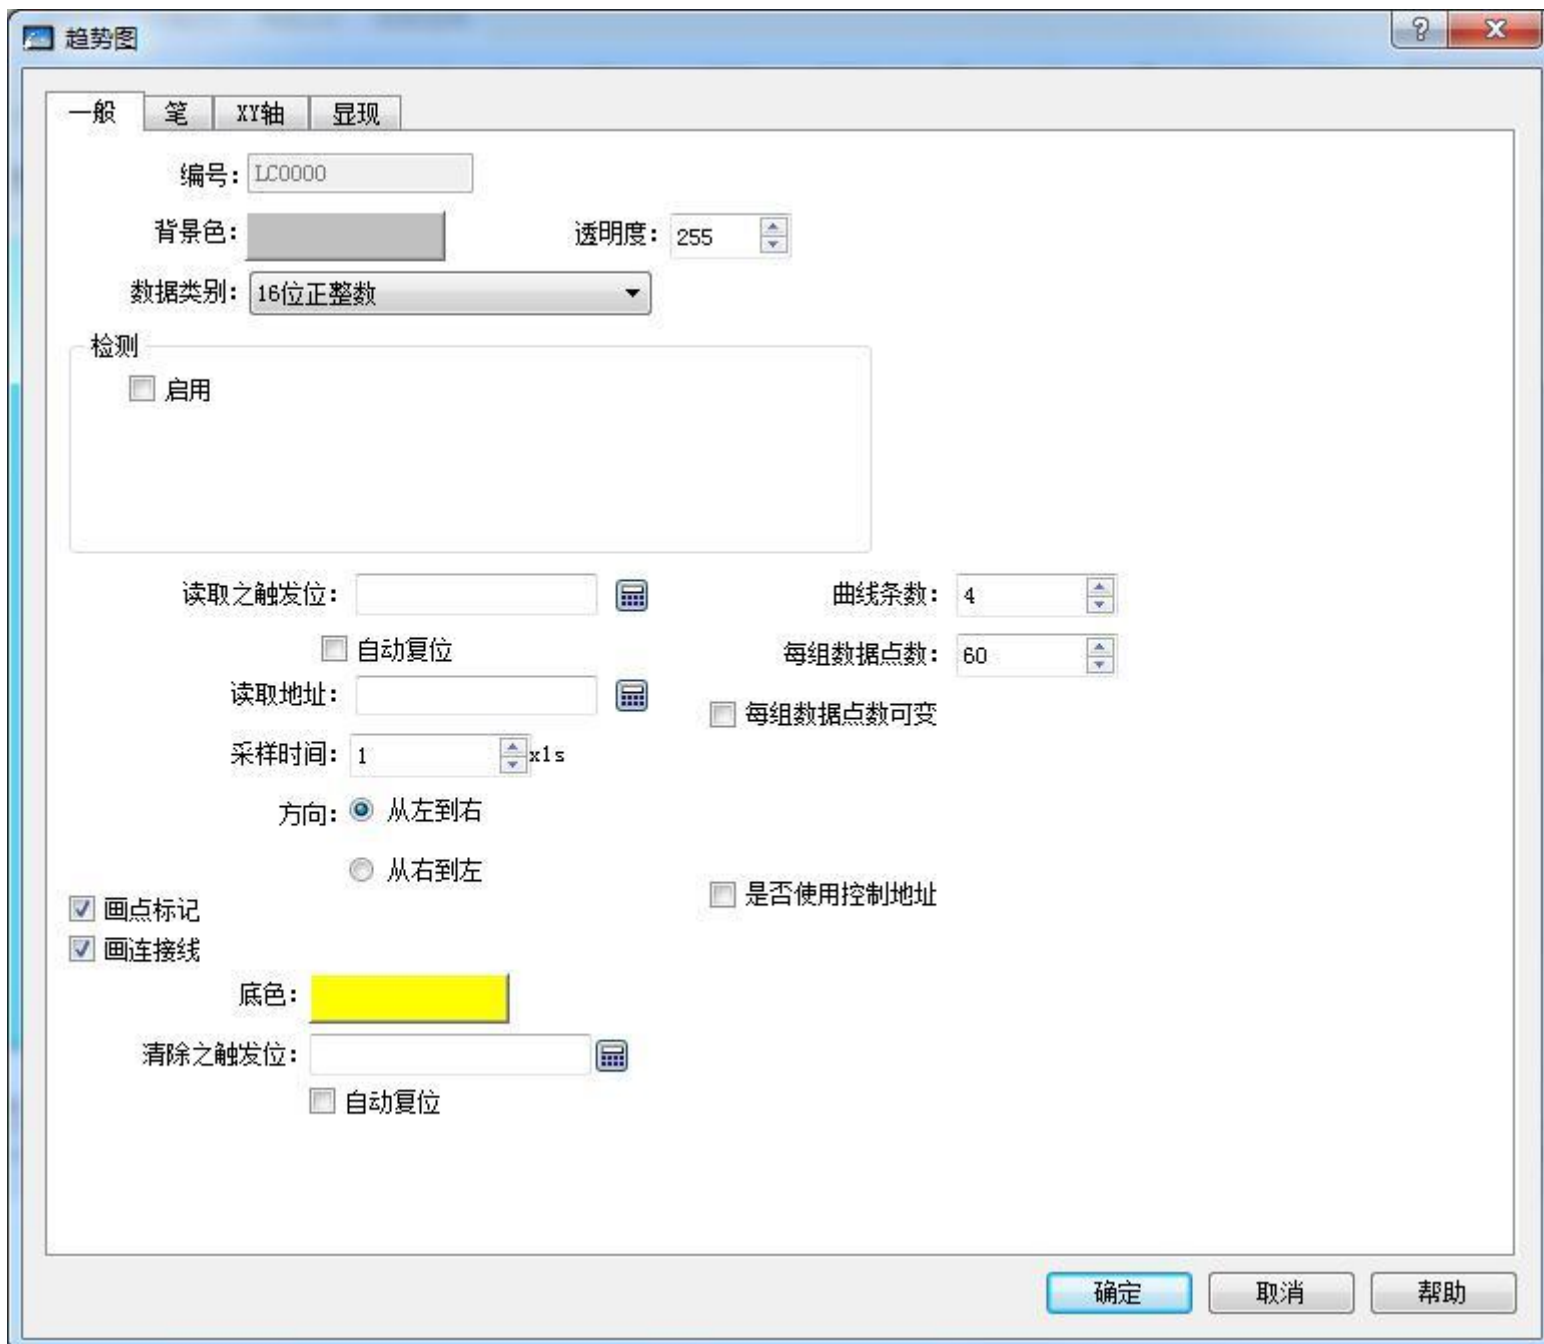 趋势图
一般 笔 XY轴 显现
编号: LC0000
背景色: 透明度: 255
数据类别: 16位正整数
检测
启用
读取之触发位: 曲线条数: 4
自动复位 每组数据点数: 60
读取地址: 每组数据点数可变
采样时间: 1 x1s
方向: 从左到右
从右到左
是否使用控制地址
画点标记
画连接线
底色:
清除之触发位:
自动复位
确定 取消 帮助